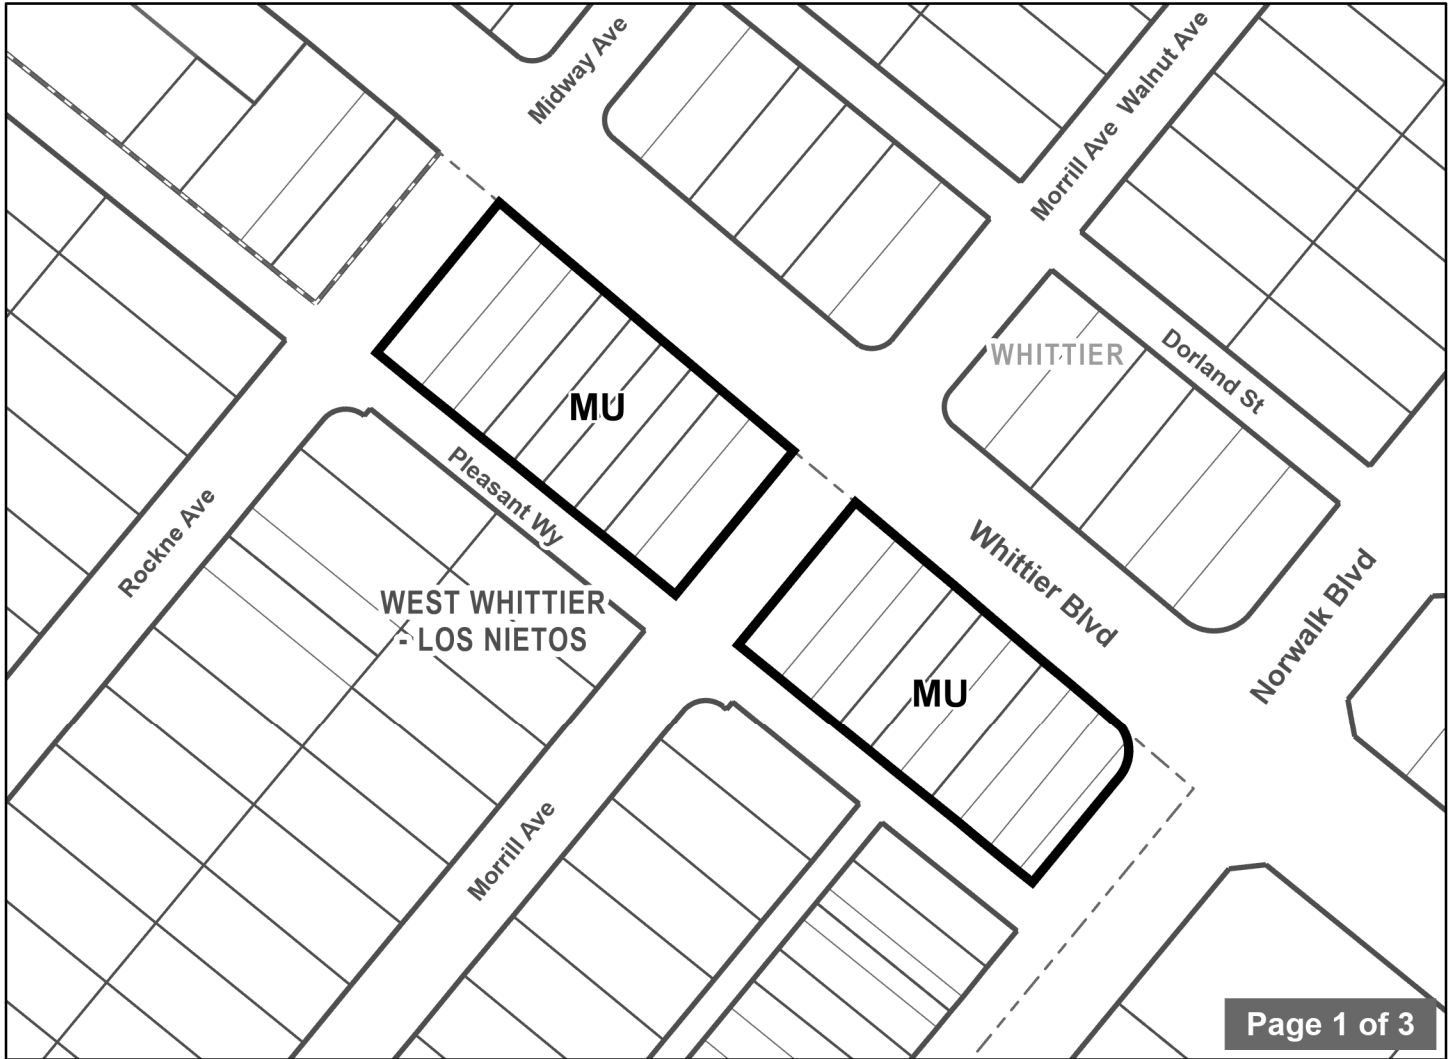 Midway Ave
Morrill Ave
Walnut Ave
WHITTIER
Dorland St
MU
Pleasant Wy
Rockne Ave
Whittier Blvd
Norwalk Blvd
WEST WHITTIER
- LOS NIETOS
MU
Morrill Ave
Page 1 of 3